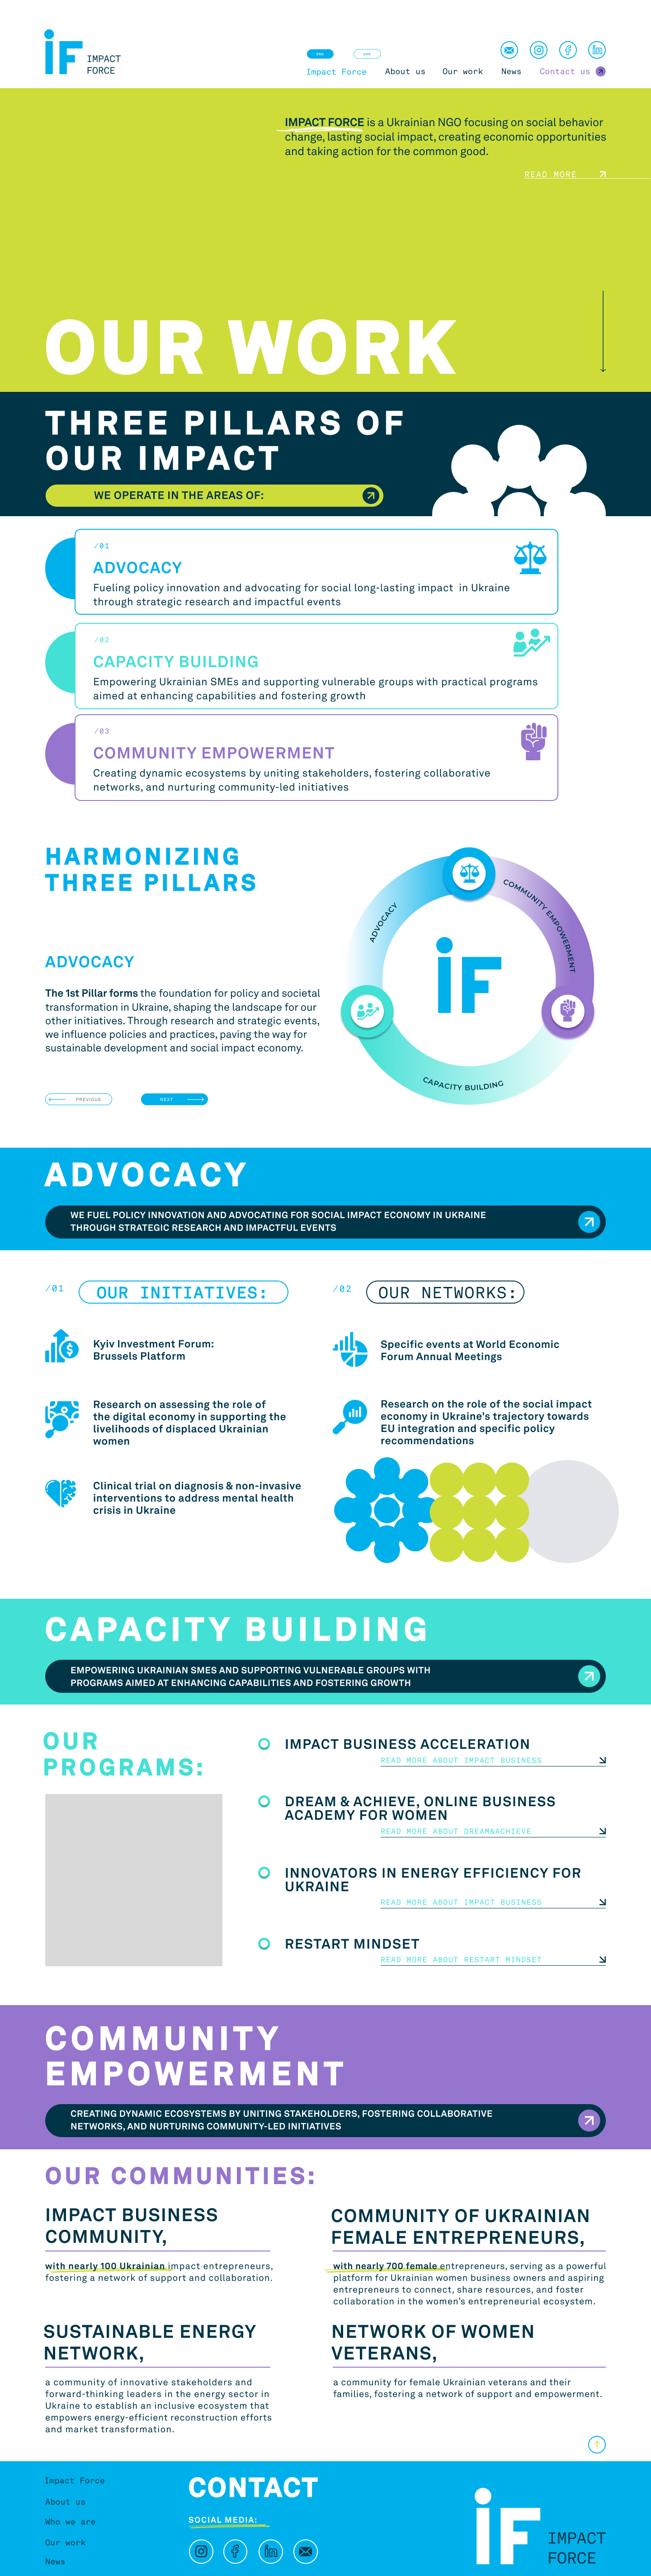 iF IMPACT
FORCE
ENG
UKR
Impact Force
About us
Our work
News
Contact us
IMPACT FORCE is a Ukrainian NGO focusing on social behavior
change, lasting social impact, creating economic opportunities
and taking action for the common good.
READ MORE
OUR WORK
THREE PILLARS OF
OUR IMPACT
WE OPERATE IN THE AREAS OF:
/01
ADVOCACY
Fueling policy innovation and advocating for social long-lasting impact in Ukraine
through strategic research and impactful events
/02
CAPACITY BUILDING
Empowering Ukrainian SMEs and supporting vulnerable groups with practical programs
aimed at enhancing capabilities and fostering growth
/03
COMMUNITY EMPOWERMENT
Creating dynamic ecosystems by uniting stakeholders, fostering collaborative
networks, and nurturing community-led initiatives
HARMONIZING
THREE PILLARS
ADVOCACY
The 1st Pillar forms the foundation for policy and societal
transformation in Ukraine, shaping the landscape for our
other initiatives. Through research and strategic events,
we influence policies and practices, paving the way for
sustainable development and social impact economy.
PREVIOUS
NEXT
ADVOCACY
COMMUNITY EMPOWERMENT
CAPACITY BUILDING
iF
ADVOCACY
WE FUEL POLICY INNOVATION AND ADVOCATING FOR SOCIAL IMPACT ECONOMY IN UKRAINE
THROUGH STRATEGIC RESEARCH AND IMPACTFUL EVENTS
/01
OUR INITIATIVES:
Kyiv Investment Forum:
Brussels Platform
Research on assessing the role of
the digital economy in supporting the
livelihoods of displaced Ukrainian
women
Clinical trial on diagnosis & non-invasive
interventions to address mental health
crisis in Ukraine
/02
OUR NETWORKS:
Specific events at World Economic
Forum Annual Meetings
Research on the role of the social impact
economy in Ukraine's trajectory towards
EU integration and specific policy
recommendations
CAPACITY BUILDING
EMPOWERING UKRAINIAN SMES AND SUPPORTING VULNERABLE GROUPS WITH
PROGRAMS AIMED AT ENHANCING CAPABILITIES AND FOSTERING GROWTH
OUR
PROGRAMS:
IMPACT BUSINESS ACCELERATION
READ MORE ABOUT IMPACT BUSINESS
DREAM & ACHIEVE, ONLINE BUSINESS
ACADEMY FOR WOMEN
READ MORE ABOUT DREAM&ACHIEVE
INNOVATORS IN ENERGY EFFICIENCY FOR
UKRAINE
READ MORE ABOUT IMPACT BUSINESS
RESTART MINDSET
READ MORE ABOUT RESTART MINDSET
COMMUNITY
EMPOWERMENT
CREATING DYNAMIC ECOSYSTEMS BY UNITING STAKEHOLDERS, FOSTERING COLLABORATIVE
NETWORKS, AND NURTURING COMMUNITY-LED INITIATIVES
OUR COMMUNITIES:
IMPACT BUSINESS
COMMUNITY,
with nearly 100 Ukrainian impact entrepreneurs,
fostering a network of support and collaboration.
COMMUNITY OF UKRAINIAN
FEMALE ENTREPRENEURS,
with nearly 700 female entrepreneurs, serving as a powerful
platform for Ukrainian women business owners and aspiring
entrepreneurs to connect, share resources, and foster
collaboration in the women's entrepreneurial ecosystem.
SUSTAINABLE ENERGY
NETWORK,
a community of innovative stakeholders and
forward-thinking leaders in the energy sector in
Ukraine to establish an inclusive ecosystem that
empowers energy-efficient reconstruction efforts
and market transformation.
NETWORK OF WOMEN
VETERANS,
a community for female Ukrainian veterans and their
families, fostering a network of support and empowerment.
Impact Force
About us
Who we are
Our work
News
CONTACT
SOCIAL MEDIA:
iF IMPACT
FORCE